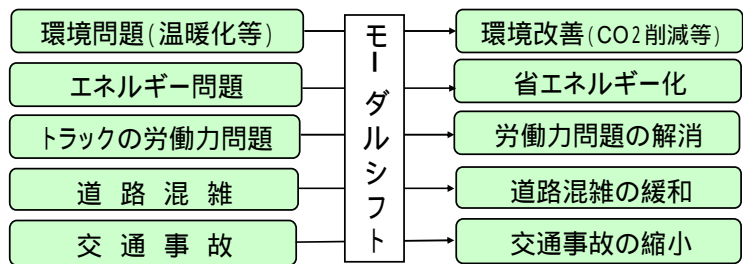 環境問題(温暖化等)
エネルギー問題
トラックの労働力問題
道路混雑
交通事故
モーダルシフト
環境改善(CO2削減等)
省エネルギー化
労働力問題の解消
道路混雑の緩和
交通事故の縮小